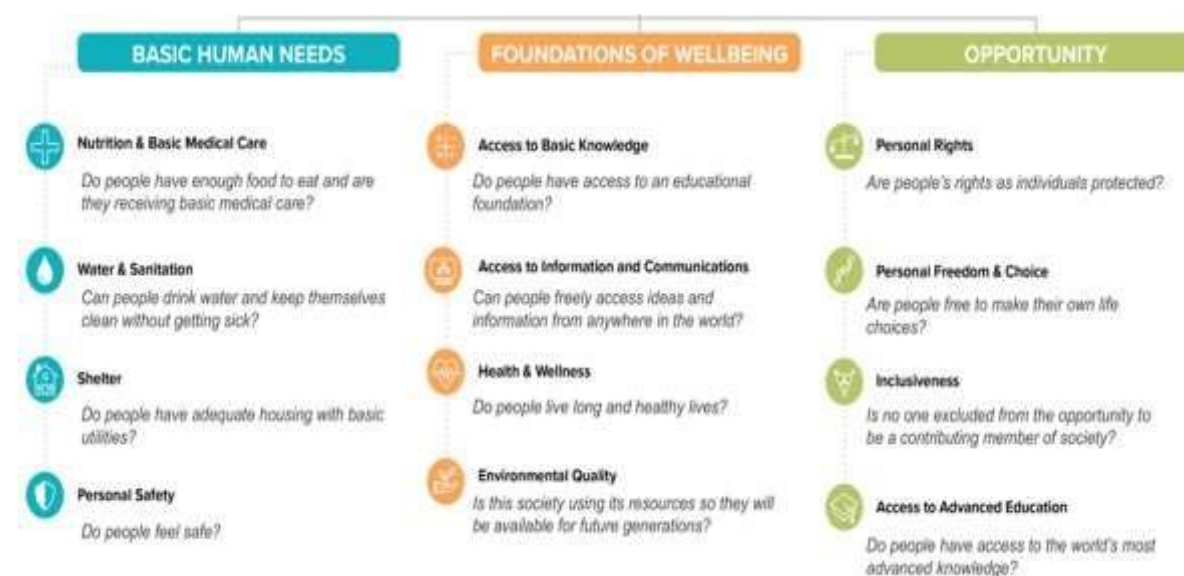 BASIC HUMAN NEEDS
Nutrition & Basic Medical Care
Do people have enough food to eat and are
they receiving basic medical care?
Water & Sanitation
Can people drink water and keep themselves
clean without getting sick?
Shelter
Do people have adequate housing with basic
utilities?
Personal Safety
Do people feel safe?
FOUNDATIONS OF WELLBEING
Access to Basic Knowledge
Do people have access to an educational
foundation?
Access to Information and Communications
Can people freely access ideas and
information from anywhere in the world?
Health & Wellness
Do people live long and healthy lives?
Environmental Quality
Is this society using its resources so they will
be available for future generations?
OPPORTUNITY
Personal Rights
Are people's rights as individuals protected?
Personal Freedom & Choice
Are people free to make their own life
choices?
Inclusiveness
Is no one excluded from the opportunity to
be a contributing member of society?
Access to Advanced Education
Do people have access to the world's most
advanced knowledge?